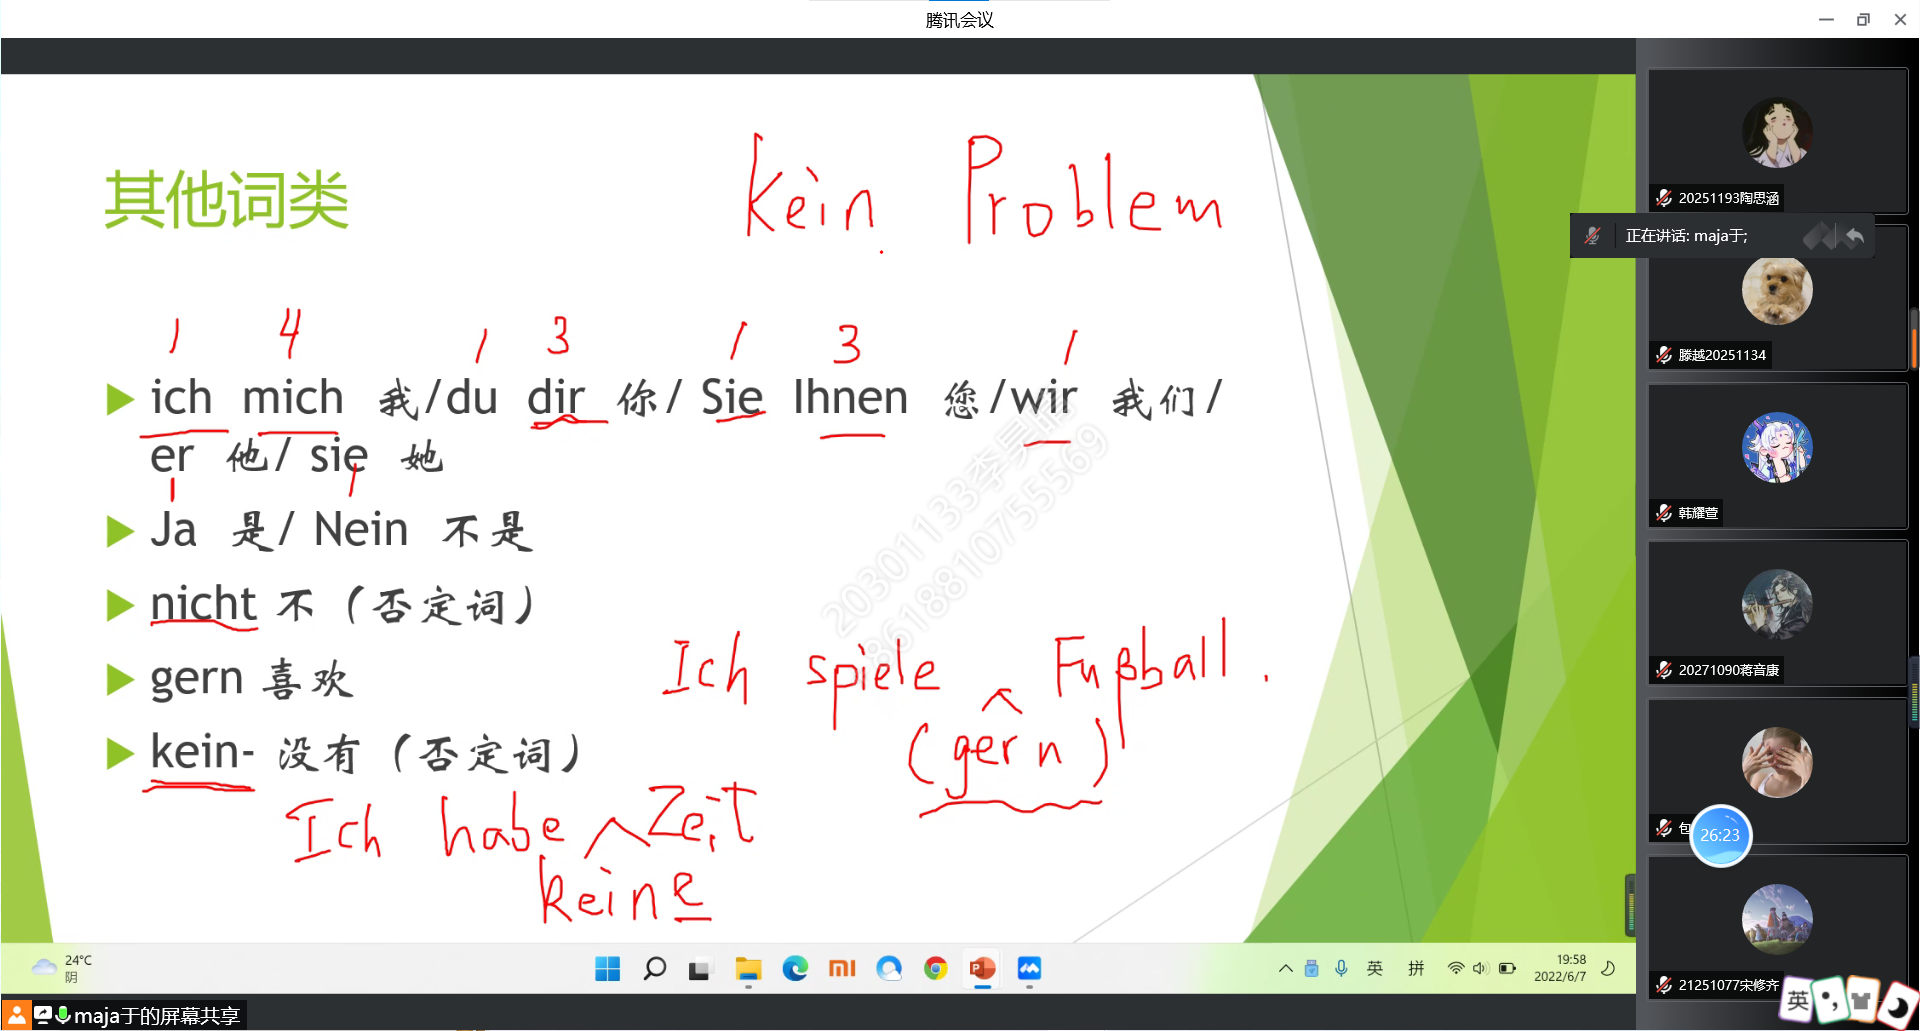 腾讯会议
其他词类
kein Problem
1 4 1 3 1 3 1
ich mich 我/du dir 你/ Sie Ihnen 您/wir 我们/
er 他/ sie 她
1 1
Ja 是/ Nein 不是
nicht 不（否定词）
gern 喜欢
kein- 没有（否定词）
Ich spiele Fußball.
(gern)
Ich habe Zeit
keine
8618810755569
20251193陶思涵
正在讲话: maja于;
滕越20251134
韩耀萱
20271090蒋音康
包
26:23
21251077宋修齐
24°C
阴
英 拼
19:58
2022/6/7
maja于的屏幕共享
英